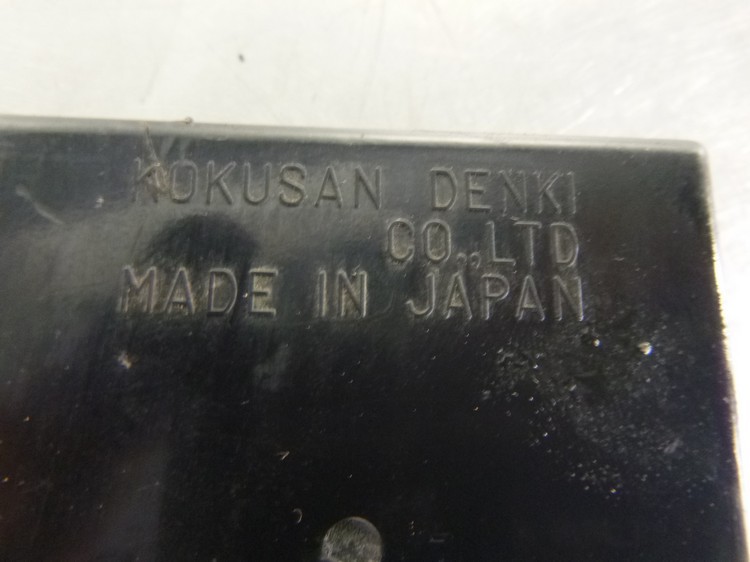 KOKUSAN DENKI
CO.,LTD
MADE IN JAPAN